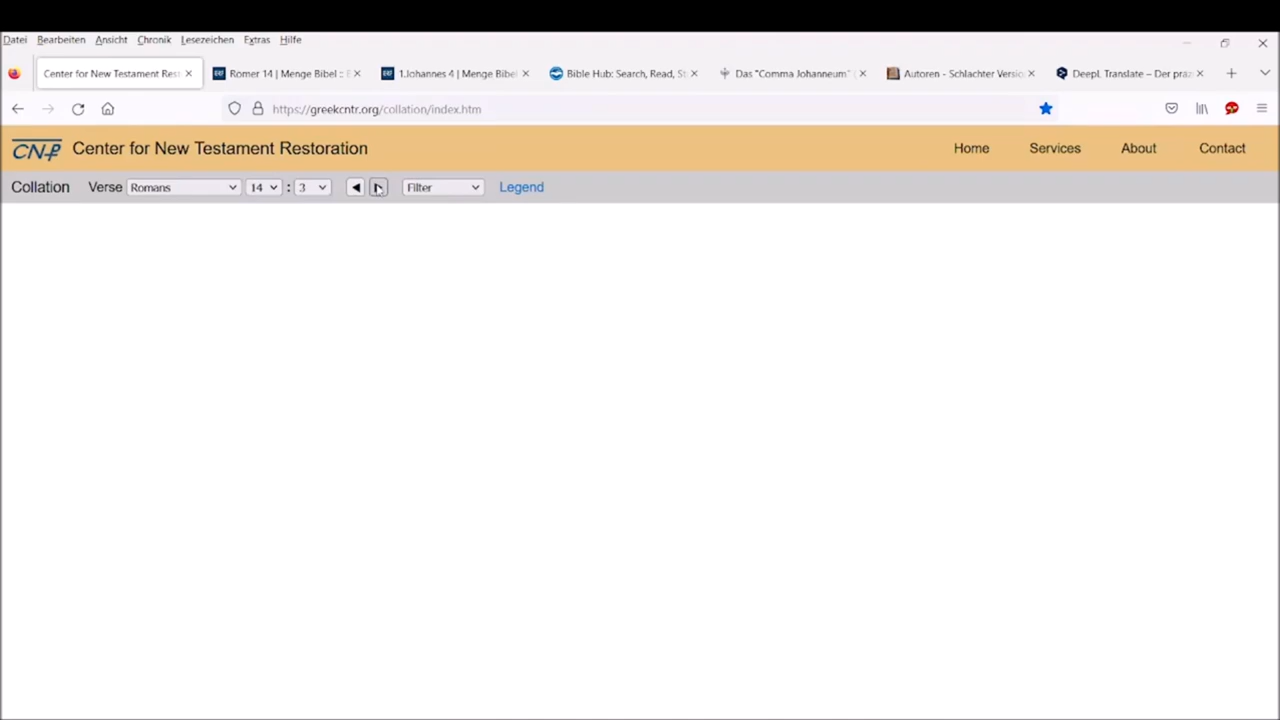 Datei Bearbeiten Ansicht Chronik Lesezeichen Extras Hilfe
Center for New Testament Rest Romer 14 | Menge Bibel :: E 1.Johannes 4 | Menge Bibel Bible Hub: Search, Read, St Das "Comma Johanneum" ( Autoren - Schlachter Versio DeepL Translate – Der präz
https://greekcntr.org/collation/index.htm
CNTR Center for New Testament Restoration Home Services About Contact
Collation Verse Romans 14 : 3 Filter Legend